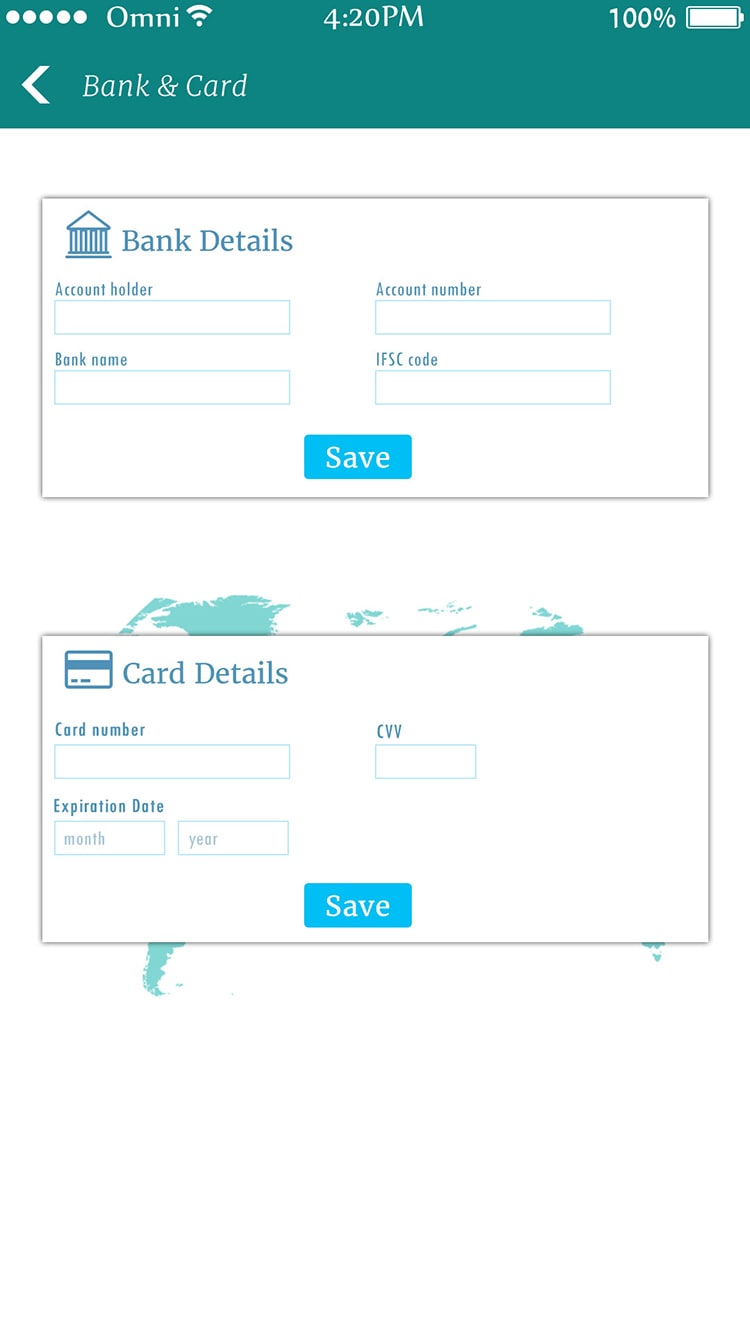 Omni 4:20PM 100%
Bank & Card
Bank Details
Account holder Account number
Bank name IFSC code
Save
Card Details
Card number CVV
Expiration Date
month year
Save